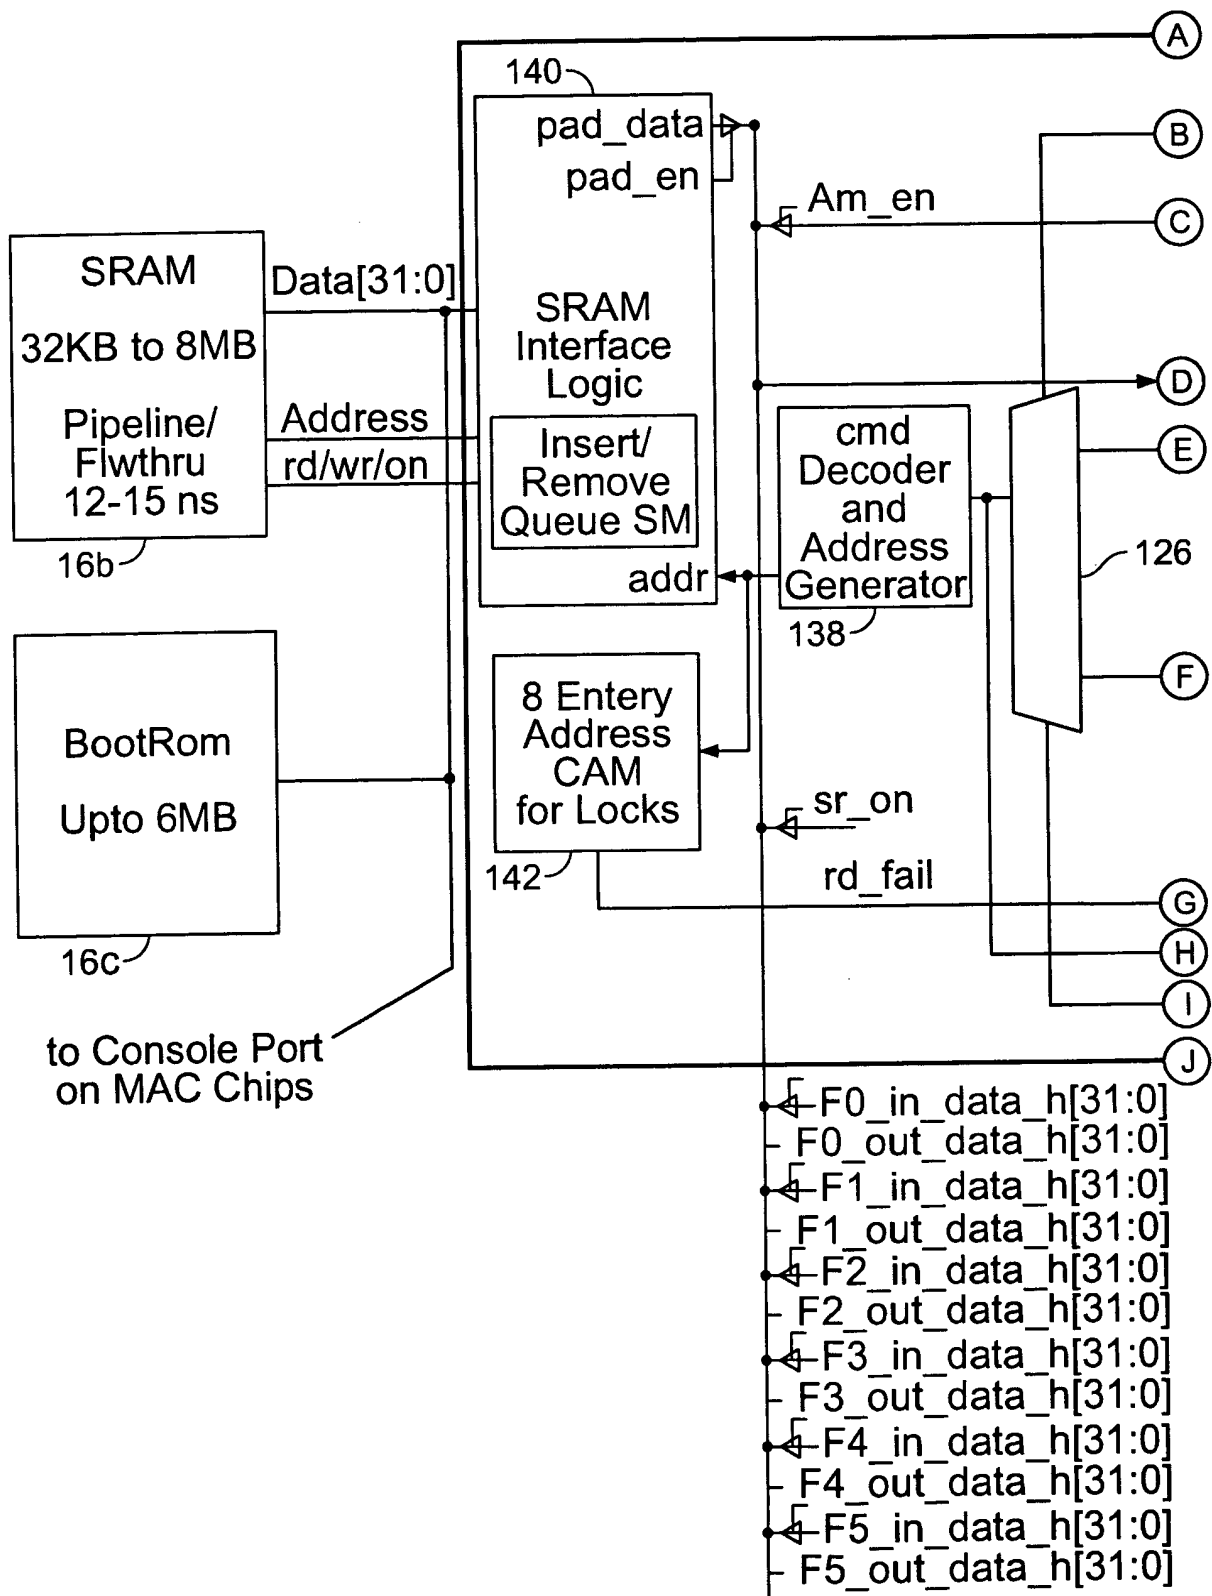 A
140
pad_data
pad_en
B
Am_en
C
SRAM
32KB to 8MB
Pipeline/
Flwthru
12-15 ns
16b
Data[31:0]
Address
rd/wr/on
SRAM
Interface
Logic
Insert/
Remove
Queue SM
addr
D
cmd
Decoder
and
Address
Generator
138
E
126
F
BootRom
Upto 6MB
16c
8 Entery
Address
CAM
for Locks
142
sr_on
rd_fail
G
H
I
to Console Port
on MAC Chips
J
F0_in_data_h[31:0]
F0_out_data_h[31:0]
F1_in_data_h[31:0]
F1_out_data_h[31:0]
F2_in_data_h[31:0]
F2_out_data_h[31:0]
F3_in_data_h[31:0]
F3_out_data_h[31:0]
F4_in_data_h[31:0]
F4_out_data_h[31:0]
F5_in_data_h[31:0]
F5_out_data_h[31:0]